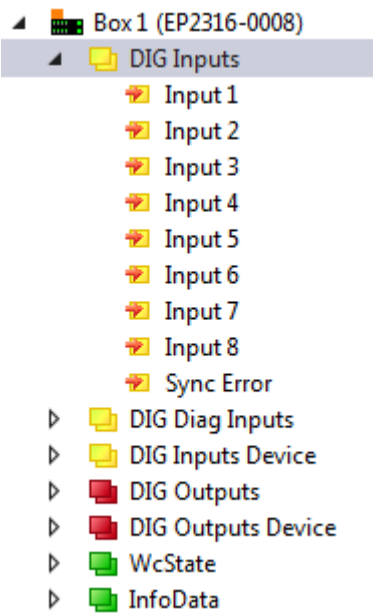 Box 1 (EP2316-0008)
DIG Inputs
Input 1
Input 2
Input 3
Input 4
Input 5
Input 6
Input 7
Input 8
Sync Error
DIG Diag Inputs
DIG Inputs Device
DIG Outputs
DIG Outputs Device
WcState
InfoData